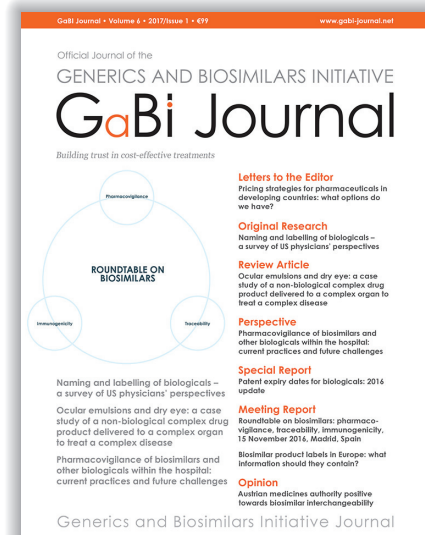 GaBI Journal • Volume 6 • 2017/Issue 1 • €99
www.gabi-journal.net
Official Journal of the
GENERICS AND BIOSIMILARS INITIATIVE
GaBI Journal
Building trust in cost-effective treatments
Pharmacovigilance
ROUNDTABLE ON
BIOSIMILARS
Immunogenicity
Traceability
Naming and labelling of biologicals –
a survey of US physicians' perspectives
Ocular emulsions and dry eye: a case
study of a non-biological complex drug
product delivered to a complex organ
to treat a complex disease
Pharmacovigilance of biosimilars and
other biologicals within the hospital:
current practices and future challenges
Letters to the Editor
Pricing strategies for pharmaceuticals in
developing countries: what options do
we have?
Original Research
Naming and labelling of biologicals –
a survey of US physicians' perspectives
Review Article
Ocular emulsions and dry eye: a case
study of a non-biological complex drug
product delivered to a complex organ to
treat a complex disease
Perspective
Pharmacovigilance of biosimilars and
other biologicals within the hospital:
current practices and future challenges
Special Report
Patent expiry dates for biologicals: 2016
update
Meeting Report
Roundtable on biosimilars: pharmaco-
vigilance, traceability, immunogenicity,
15 November 2016, Madrid, Spain
Biosimilar product labels in Europe: what
information should they contain?
Opinion
Austrian medicines authority positive
towards biosimilar interchangeability
Generics and Biosimilars Initiative Journal